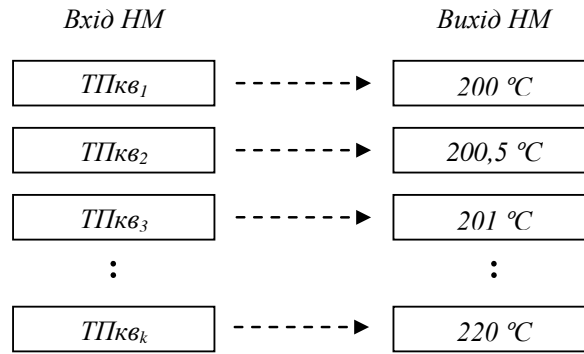 Вхід НМ Вихід НМ
ТПкв₁ 200 ºC
ТПкв₂ 200,5 ºC
ТПкв₃ 201 ºC
: :
ТПквₖ 220 ºC